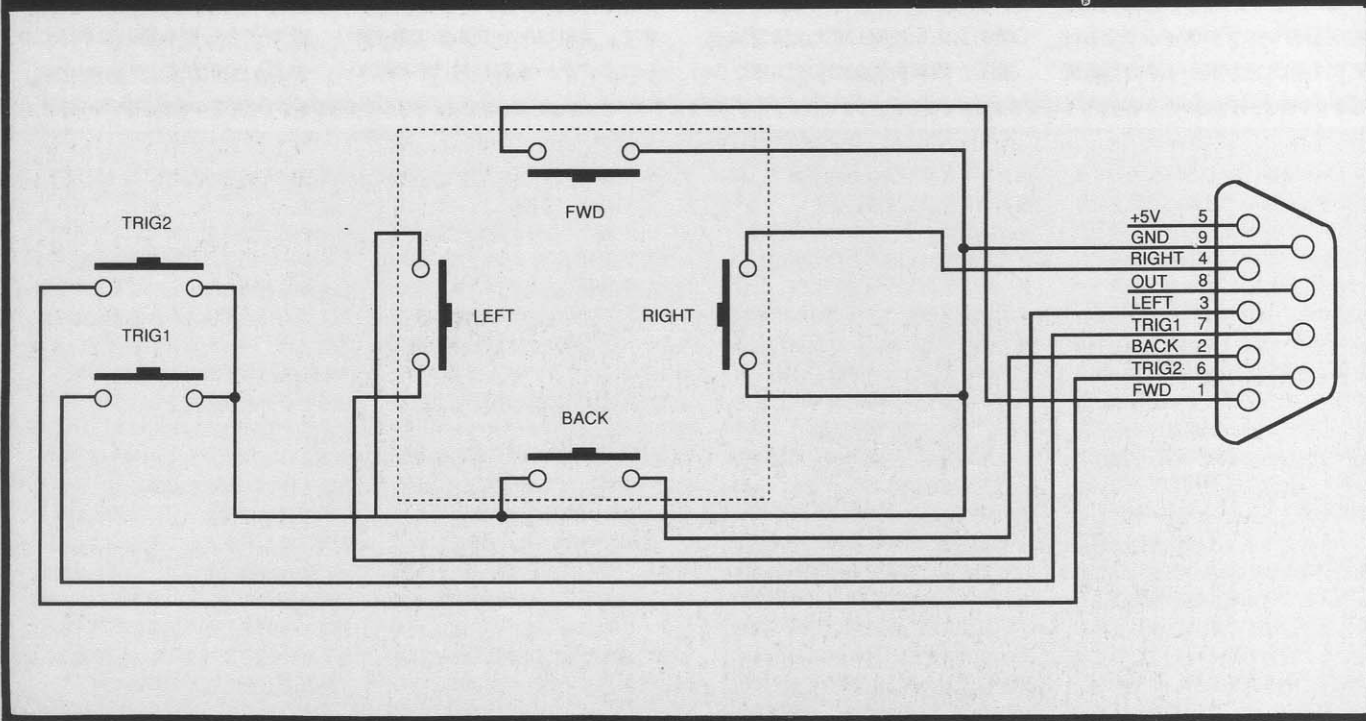 TRIG2
TRIG1
FWD
LEFT
RIGHT
BACK
+5V 5
GND 9
RIGHT 4
OUT 8
LEFT 3
TRIG1 7
BACK 2
TRIG2 6
FWD 1